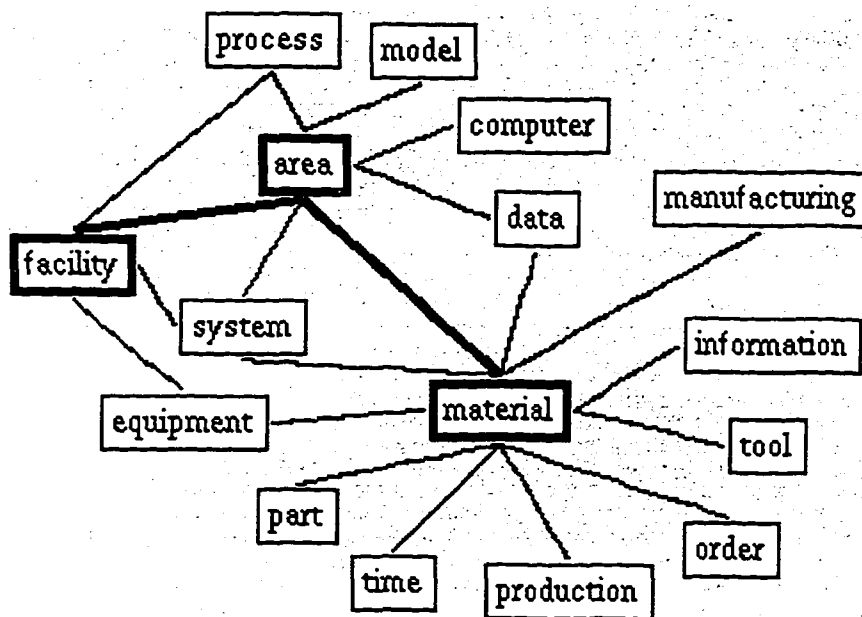 process
model
computer
area
manufacturing
data
facility
system
information
material
equipment
tool
part
order
time
production